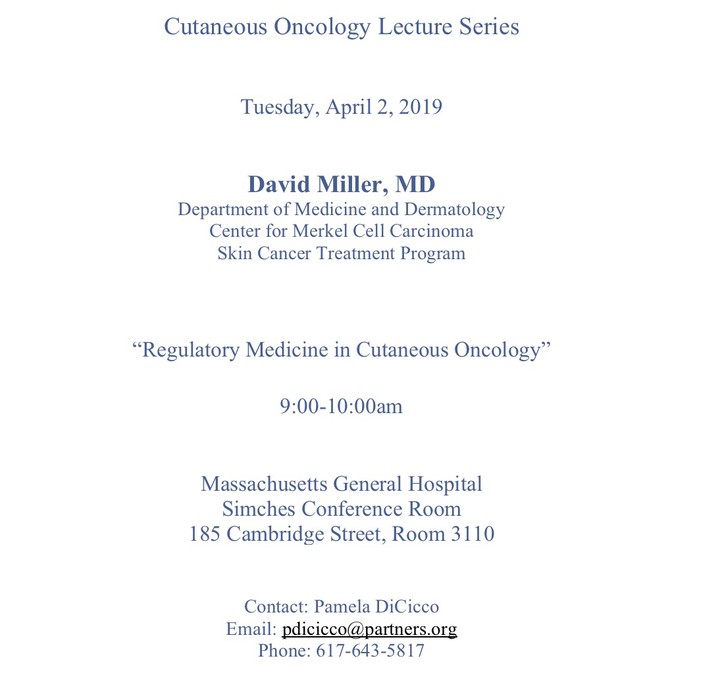 Cutaneous Oncology Lecture Series
Tuesday, April 2, 2019
David Miller, MD
Department of Medicine and Dermatology
Center for Merkel Cell Carcinoma
Skin Cancer Treatment Program
“Regulatory Medicine in Cutaneous Oncology”
9:00-10:00am
Massachusetts General Hospital
Simches Conference Room
185 Cambridge Street, Room 3110
Contact: Pamela DiCicco
Email: pdicicco@partners.org
Phone: 617-643-5817